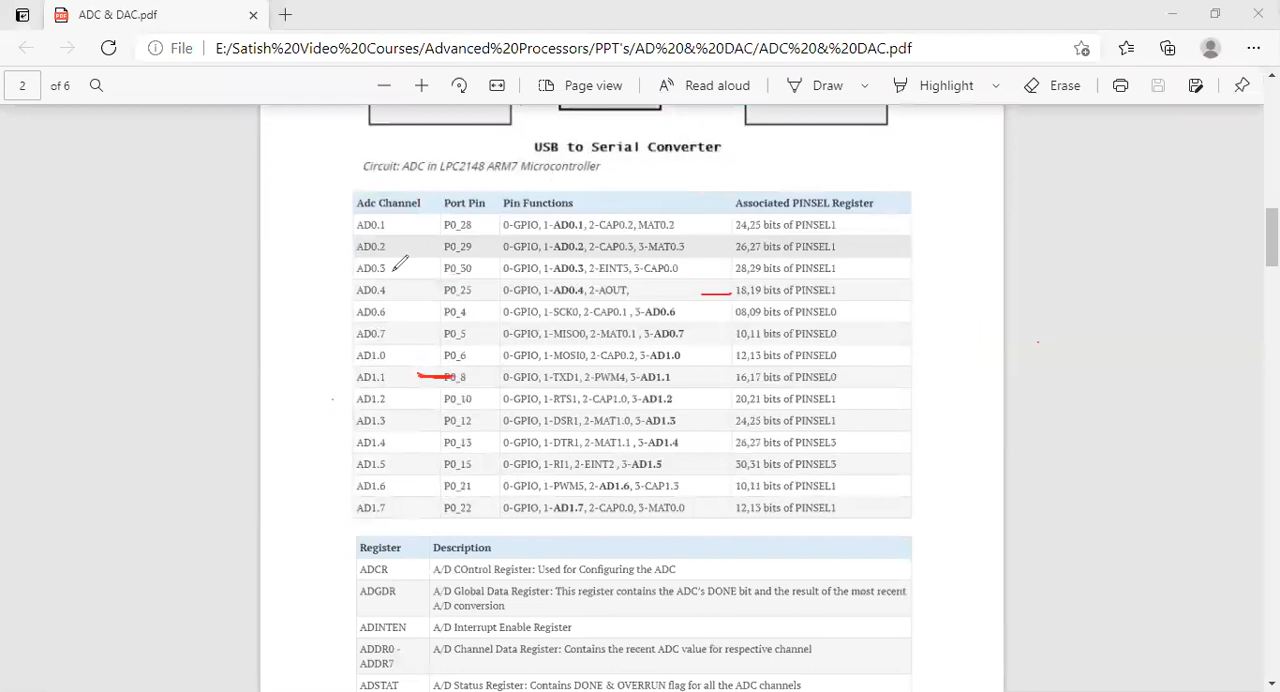 ADC & DAC.pdf
File E:/Satish%20Video%20Courses/Advanced%20Processors/PPT's/AD%20&%20DAC/ADC%20&%20DAC.pdf
2 of 6 Page view Read aloud Draw Highlight Erase
USB to Serial Converter
Circuit: ADC in LPC2148 ARM7 Microcontroller
Adc Channel Port Pin Pin Functions Associated PINSEL Register
AD0.1 P0_28 0-GPIO, 1-AD0.1, 2-CAP0.2, MAT0.2 24,25 bits of PINSEL1
AD0.2 P0_29 0-GPIO, 1-AD0.2, 2-CAP0.3, 3-MAT0.3 26,27 bits of PINSEL1
AD0.3 P0_30 0-GPIO, 1-AD0.3, 2-EINT3, 3-CAP0.0 28,29 bits of PINSEL1
AD0.4 P0_25 0-GPIO, 1-AD0.4, 2-AOUT, 18,19 bits of PINSEL1
AD0.6 P0_4 0-GPIO, 1-SCK0, 2-CAP0.1 , 3-AD0.6 08,09 bits of PINSEL0
AD0.7 P0_5 0-GPIO, 1-MISO0, 2-MAT0.1 , 3-AD0.7 10,11 bits of PINSEL0
AD1.0 P0_6 0-GPIO, 1-MOSI0, 2-CAP0.2, 3-AD1.0 12,13 bits of PINSEL0
AD1.1 P0_8 0-GPIO, 1-TXD1, 2-PWM4, 3-AD1.1 16,17 bits of PINSEL0
AD1.2 P0_10 0-GPIO, 1-RTS1, 2-CAP1.0, 3-AD1.2 20,21 bits of PINSEL1
AD1.3 P0_12 0-GPIO, 1-DSR1, 2-MAT1.0, 3-AD1.3 24,25 bits of PINSEL1
AD1.4 P0_13 0-GPIO, 1-DTR1, 2-MAT1.1 , 3-AD1.4 26,27 bits of PINSEL3
AD1.5 P0_15 0-GPIO, 1-RI1, 2-EINT2 , 3-AD1.5 30,31 bits of PINSEL3
AD1.6 P0_21 0-GPIO, 1-PWM5, 2-AD1.6, 3-CAP1.3 10,11 bits of PINSEL1
AD1.7 P0_22 0-GPIO, 1-AD1.7, 2-CAP0.0, 3-MAT0.0 12,13 bits of PINSEL1
Register Description
ADCR A/D COntrol Register: Used for Configuring the ADC
ADGDR A/D Global Data Register: This register contains the ADC's DONE bit and the result of the most recent
A/D conversion
ADINTEN A/D Interrupt Enable Register
ADDR0 - A/D Channel Data Register: Contains the recent ADC value for respective channel
ADDR7
ADSTAT A/D Status Register: Contains DONE & OVERRUN flag for all the ADC channels